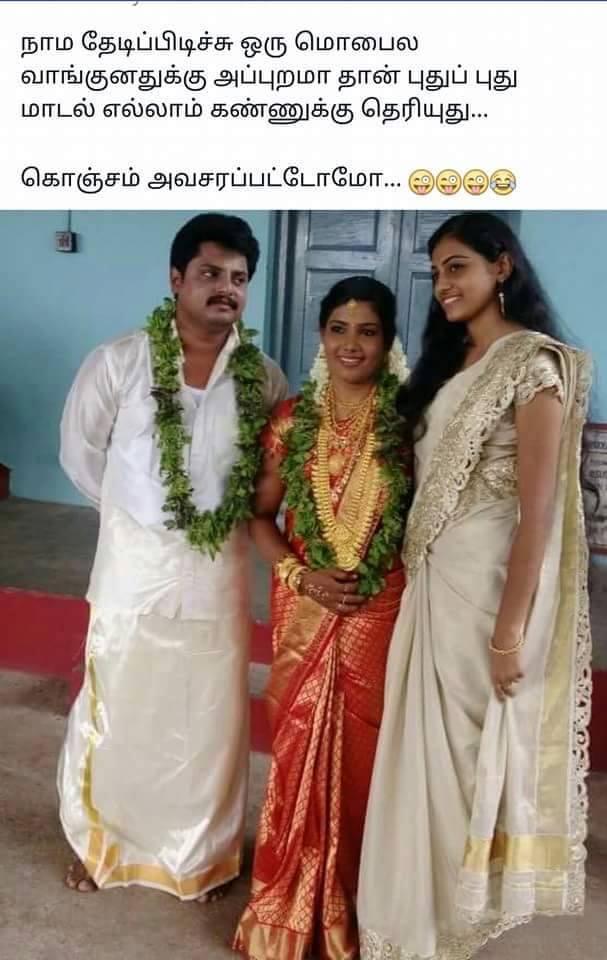 நாம தேடிப்பிடிச்சு ஒரு மொபைல
வாங்குனதுக்கு அப்புறமா தான் புதுப் புது
மாடல் எல்லாம் கண்ணுக்கு தெரியுது...
கொஞ்சம் அவசரப்பட்டோமோ... 😜😜😜😂